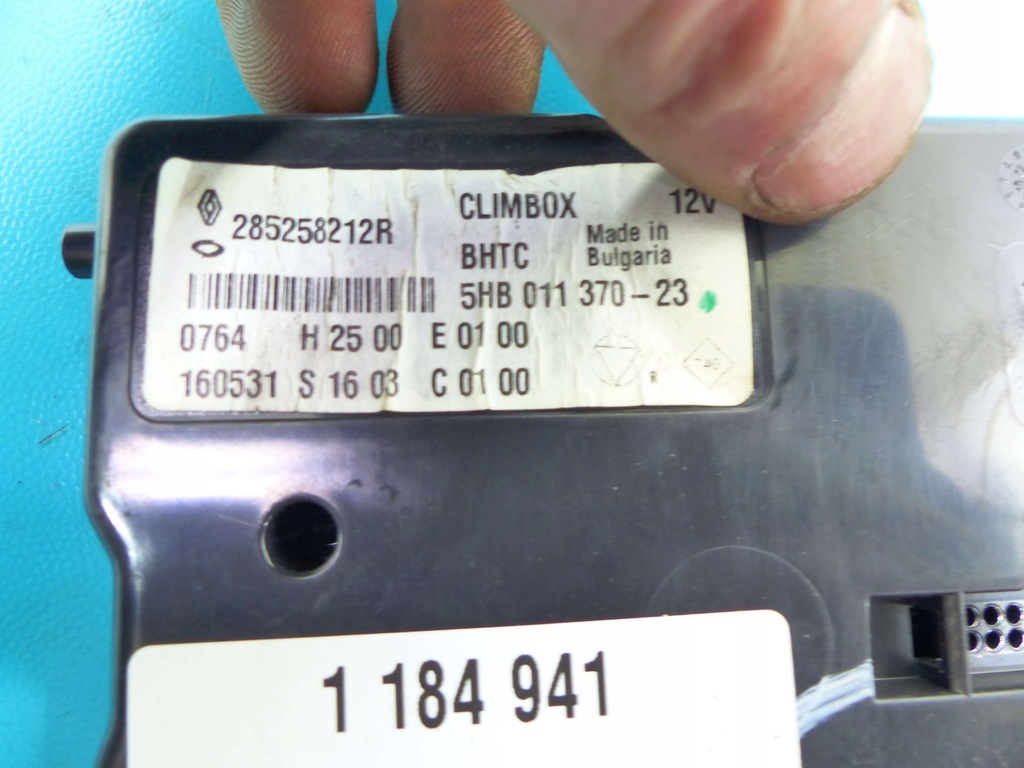 285258212R CLIMBOX 12V
BHTC Made in Bulgaria
5HB 011 370-23
0764 H 25 00 E 01 00
160531 S 16 03 C 01 00
R
1 184 941